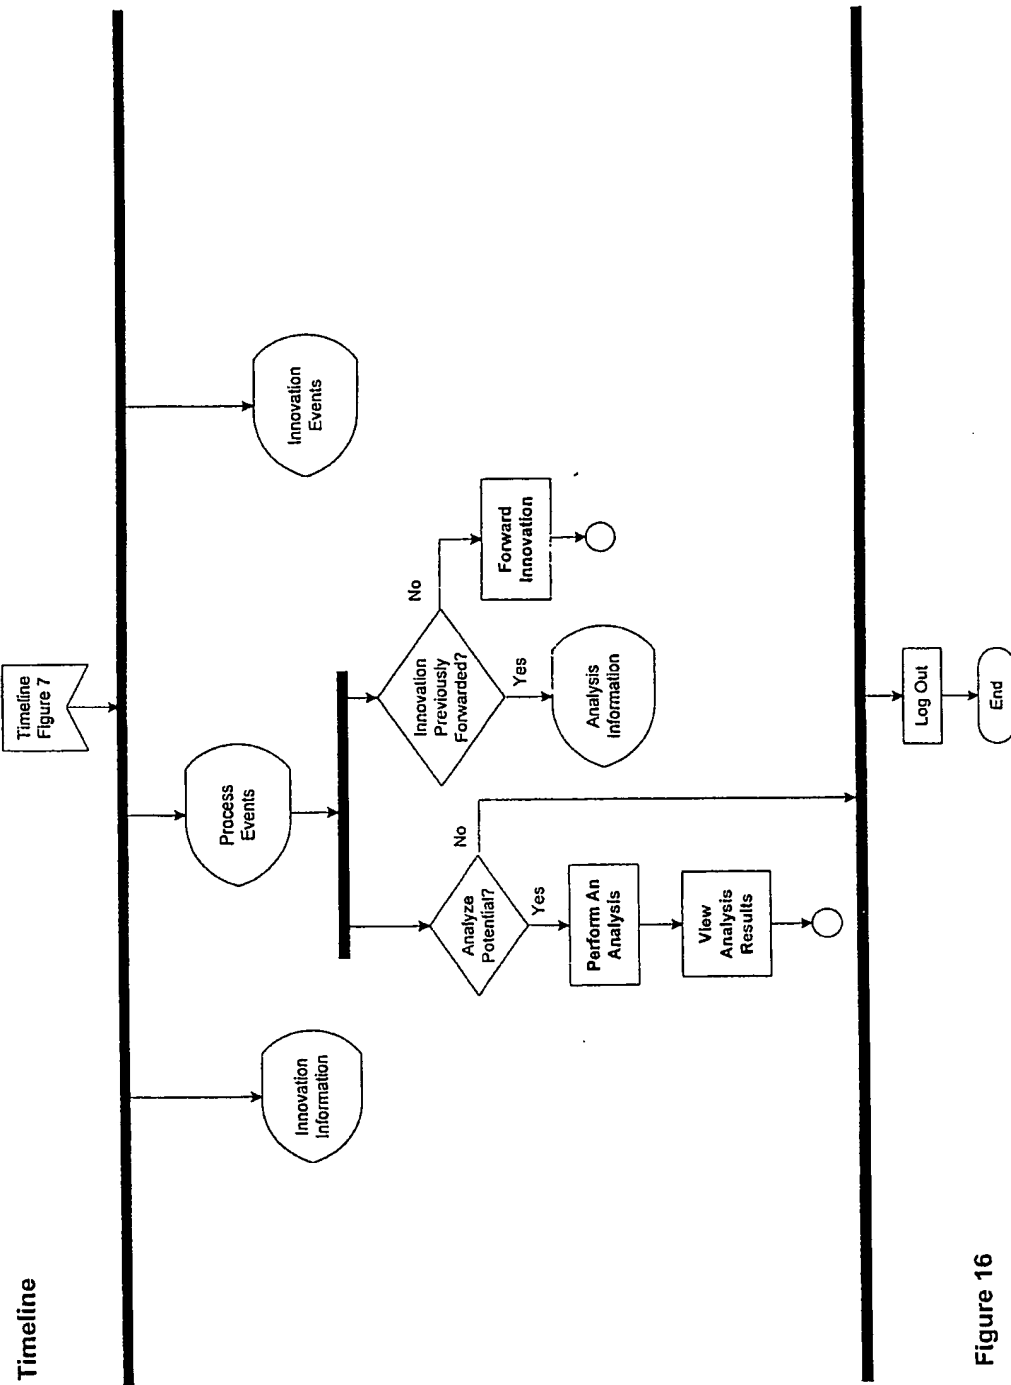 Timeline
Timeline
Figure 7
Innovation
Information
Process
Events
Innovation
Events
Analyze
Potential?
No
Yes
Perform An
Analysis
View
Analysis
Results
Innovation
Previously
Forwarded?
No
Yes
Analysis
Information
Forward
Innovation
Log Out
End
Figure 16